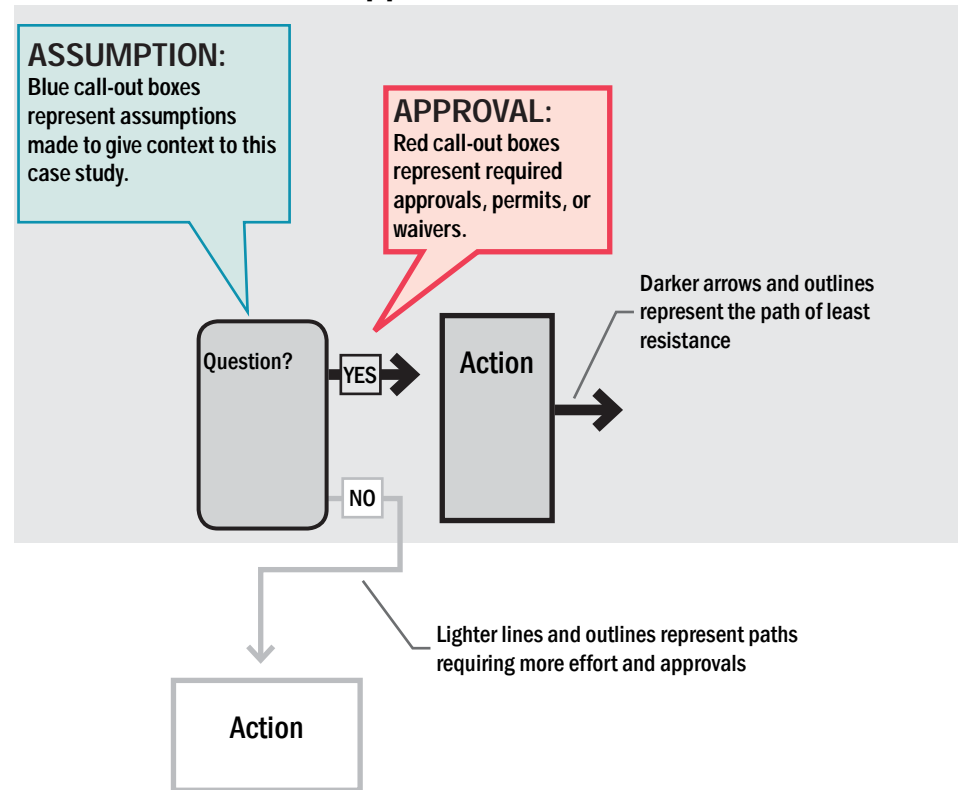 ASSUMPTION:
Blue call-out boxes
represent assumptions
made to give context to this
case study.
APPROVAL:
Red call-out boxes
represent required
approvals, permits, or
waivers.
Darker arrows and outlines
represent the path of least
resistance
Question?
YES
Action
NO
Lighter lines and outlines represent paths
requiring more effort and approvals
Action